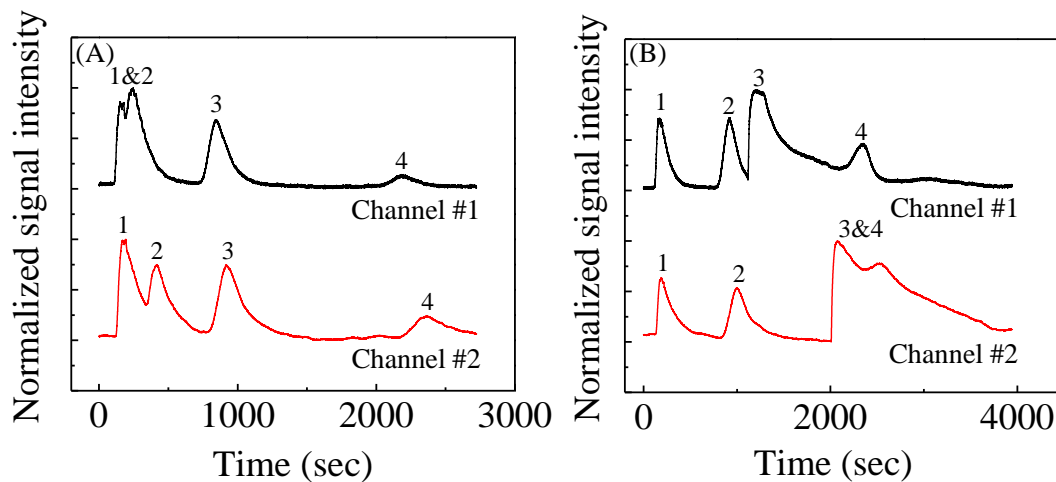 Normalized signal intensity
(A)
1&2
3
4
Channel #1
1
2
3
4
Channel #2
0 1000 2000 3000
Time (sec)
Normalized signal intensity
(B)
1
2
3
4
Channel #1
1
2
3&4
Channel #2
0 2000 4000
Time (sec)